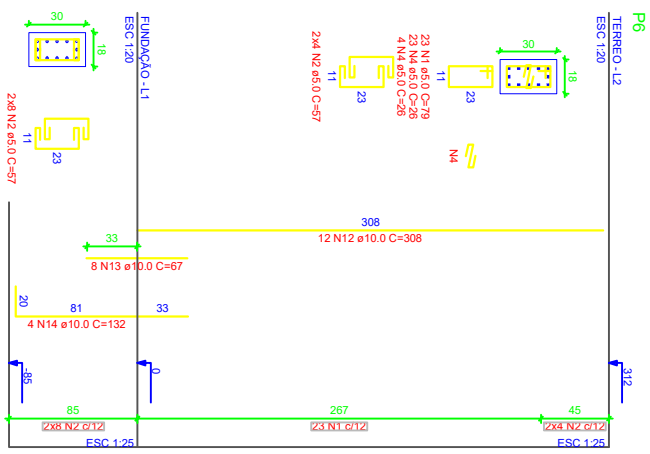 P6
TERREO - L2
ESC 1:20
30
18
23 N1 ø5.0 C=79
23 N4 ø5.0 C=26
4 N4 ø5.0 C=26
11
23
2x4 N2 ø5.0 C=57
11
23
N4
FUNDAÇÃO - L1
ESC 1:20
30
18
11
23
2x8 N2 ø5.0 C=57
308
12 N12 ø10.0 C=308
33
8 N13 ø10.0 C=67
20
81
33
4 N14 ø10.0 C=132
-85
0
312
85
267
45
2x8 N2 c/12
23 N1 c/12
2x4 N2 c/12
ESC 1:25
ESC 1:25